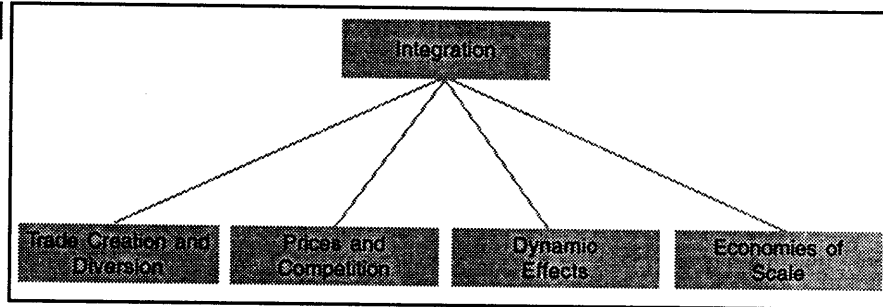 Integration
Trade Creation and
Diversion
Prices and
Competition
Dynamic
Effects
Economies of
Scale